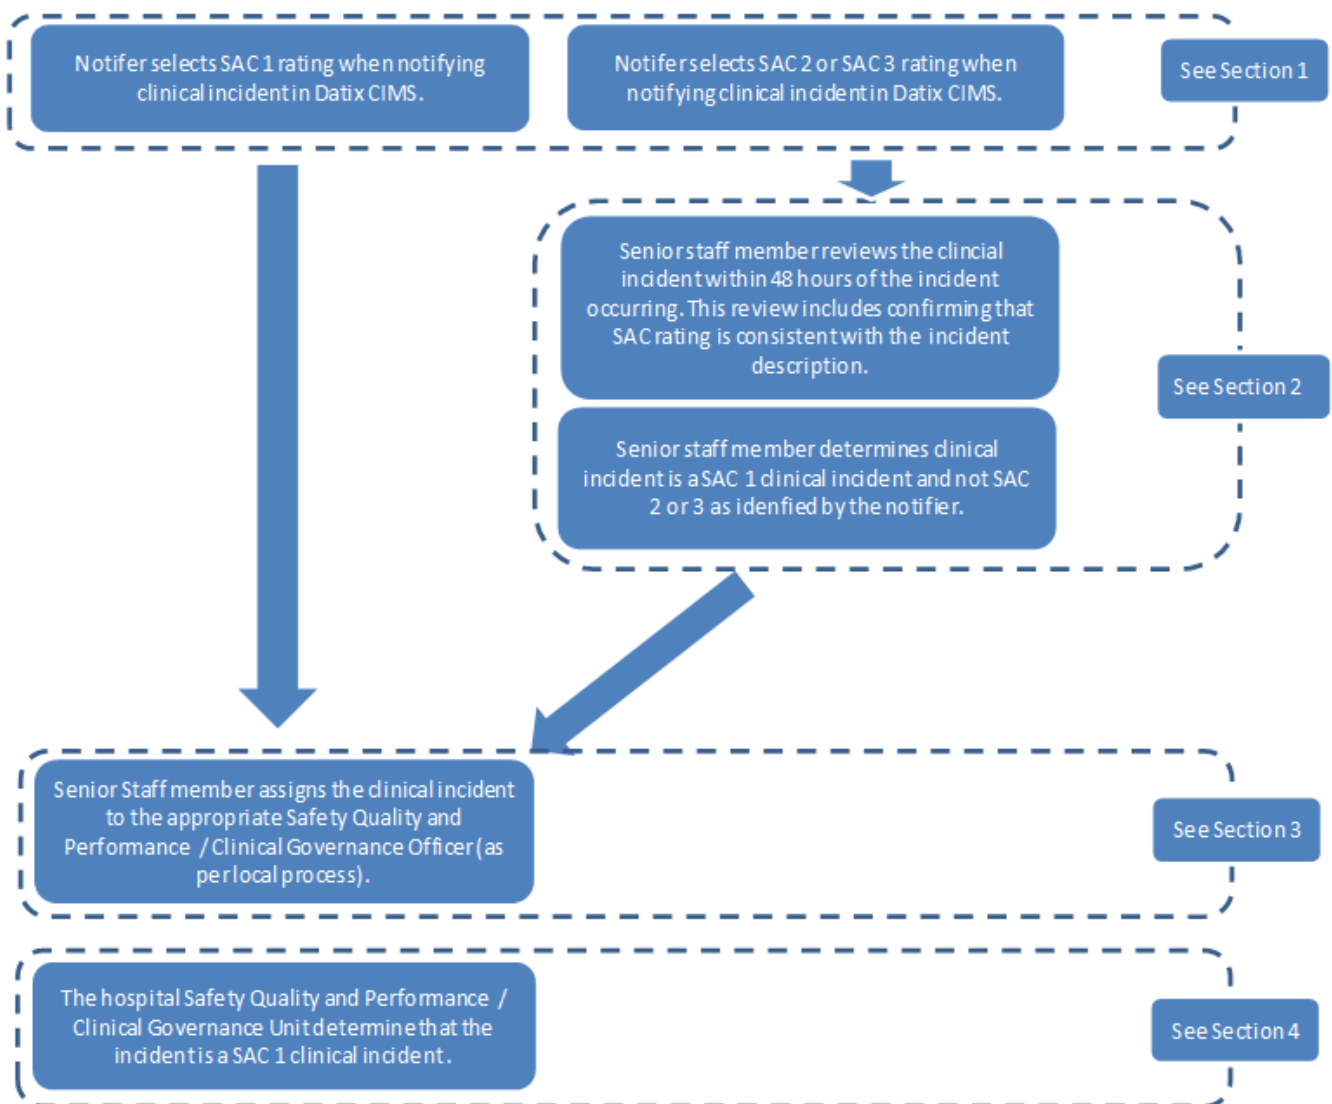 Notifer selects SAC 1 rating when notifying
clinical incident in Datix CIMS.
Notifer selects SAC 2 or SAC 3 rating when
notifying clinical incident in Datix CIMS.
See Section 1
Senior staff member reviews the clincial
incident within 48 hours of the incident
occurring. This review includes confirming that
SAC rating is consistent with the incident
description.
See Section 2
Senior staff member determines clinical
incident is a SAC 1 clinical incident and not SAC
2 or 3 as idenfied by the notifier.
Senior Staff member assigns the clinical incident
to the appropriate Safety Quality and
Performance / Clinical Governance Officer (as
per local process).
See Section 3
The hospital Safety Quality and Performance /
Clinical Governance Unit determine that the
incident is a SAC 1 clinical incident.
See Section 4